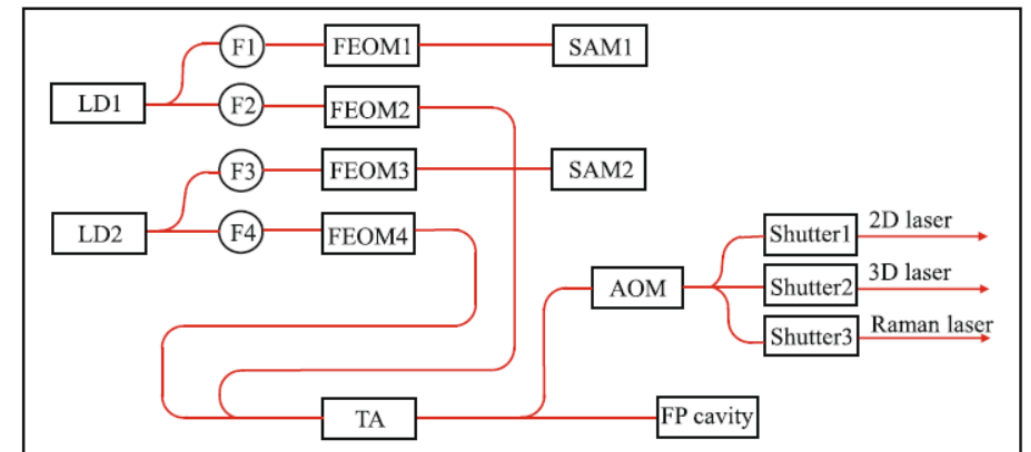 F1
FEOM1
SAM1
LD1
F2
FEOM2
F3
FEOM3
SAM2
LD2
F4
FEOM4
Shutter1
2D laser
AOM
Shutter2
3D laser
Shutter3
Raman laser
TA
FP cavity